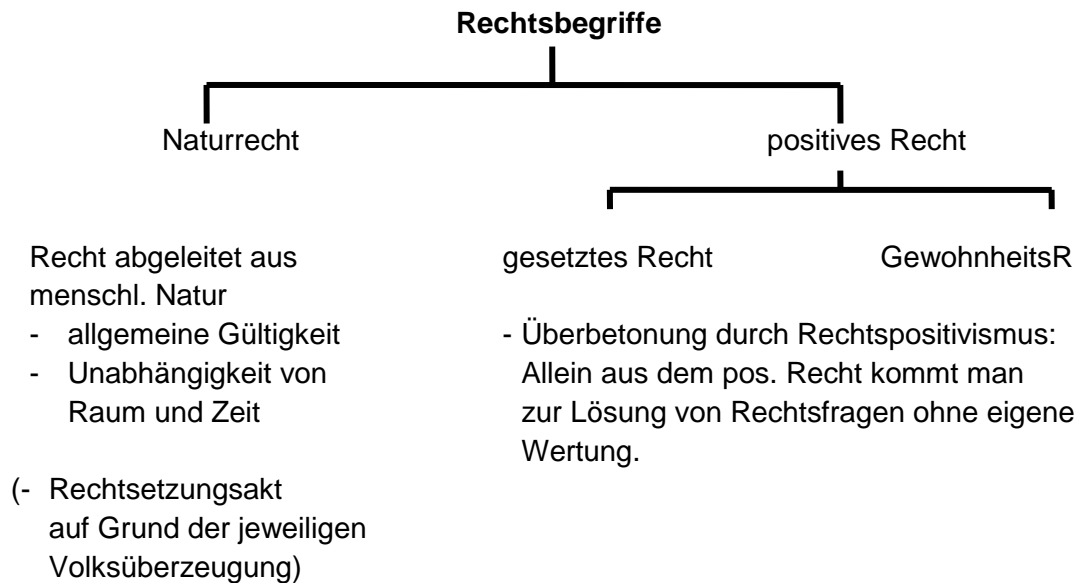 Rechtsbegriffe
Naturrecht
positives Recht
Recht abgeleitet aus
menschl. Natur
- allgemeine Gültigkeit
- Unabhängigkeit von
Raum und Zeit
(- Rechtsetzungsakt
auf Grund der jeweiligen
Volksüberzeugung)
gesetztes Recht
GewohnheitsR
- Überbetonung durch Rechtspositivismus:
Allein aus dem pos. Recht kommt man
zur Lösung von Rechtsfragen ohne eigene
Wertung.